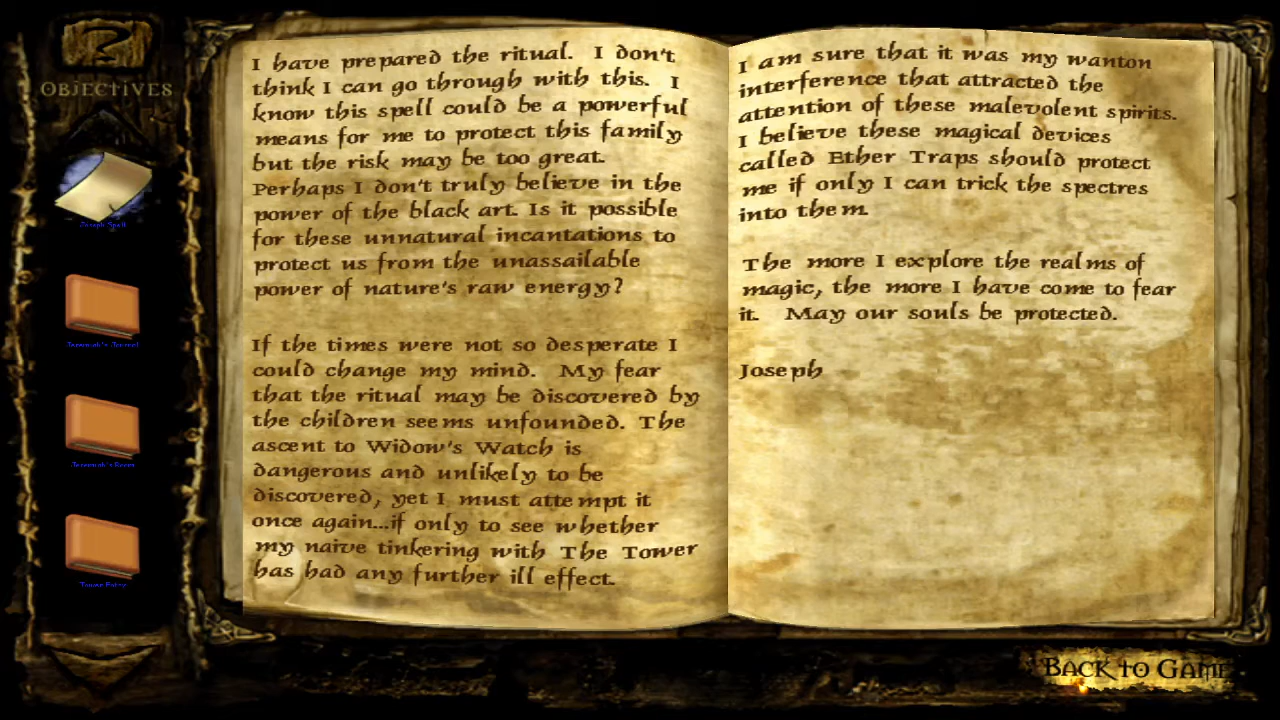 OBJECTIVES
Joseph Spell
Jeremiah's Journal
Jeremiah's Room
Tower Entry
I have prepared the ritual. I don't
think I can go through with this. I
know this spell could be a powerful
means for me to protect this family
but the risk may be too great.
Perhaps I don't truly believe in the
power of the black art. Is it possible
for these unnatural incantations to
protect us from the unassailable
power of nature's raw energy?
If the times were not so desperate I
could change my mind. My fear
that the ritual may be discovered by
the children seems unfounded. The
ascent to Widow's Watch is
dangerous and unlikely to be
discovered, yet I must attempt it
once again...if only to see whether
my naive tinkering with The Tower
has had any further ill effect.
I am sure that it was my wanton
interference that attracted the
attention of these malevolent spirits.
I believe these magical devices
called Ether Traps should protect
me if only I can trick the spectres
into them.
The more I explore the realms of
magic, the more I have come to fear
it. May our souls be protected.
Joseph
BACK TO GAME